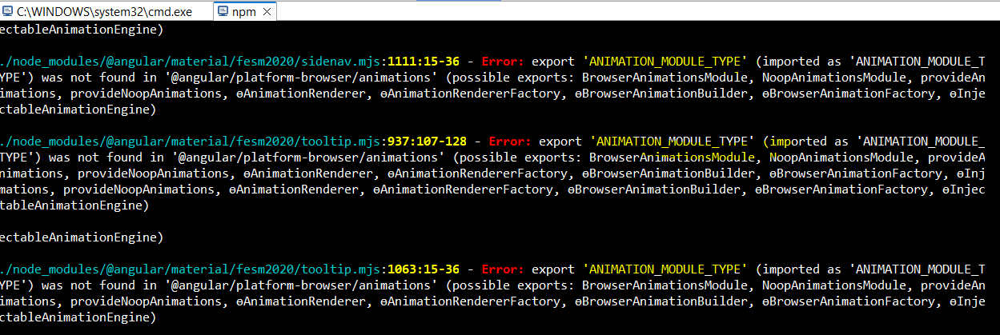 C:\WINDOWS\system32\cmd.exe npm
ectableAnimationEngine)
./node_modules/@angular/material/fesm2020/sidenav.mjs:1111:15-36 - Error: export 'ANIMATION_MODULE_TYPE' (imported as 'ANIMATION_MODULE_T
YPE') was not found in '@angular/platform-browser/animations' (possible exports: BrowserAnimationsModule, NoopAnimationsModule, provideAn
imations, provideNoopAnimations, ɵAnimationRenderer, ɵAnimationRendererFactory, ɵBrowserAnimationBuilder, ɵBrowserAnimationFactory, ɵInje
ctableAnimationEngine)
./node_modules/@angular/material/fesm2020/tooltip.mjs:937:107-128 - Error: export 'ANIMATION_MODULE_TYPE' (imported as 'ANIMATION_MODULE_
TYPE') was not found in '@angular/platform-browser/animations' (possible exports: BrowserAnimationsModule, NoopAnimationsModule, provideA
nimations, provideNoopAnimations, ɵAnimationRenderer, ɵAnimationRendererFactory, ɵBrowserAnimationBuilder, ɵBrowserAnimationFactory, ɵInj
mations, provideNoopAnimations, ɵAnimationRenderer, ɵAnimationRendererFactory, ɵBrowserAnimationBuilder, ɵBrowserAnimationFactory, ɵInjec
tableAnimationEngine)
ectableAnimationEngine)
./node_modules/@angular/material/fesm2020/tooltip.mjs:1063:15-36 - Error: export 'ANIMATION_MODULE_TYPE' (imported as 'ANIMATION_MODULE_T
YPE') was not found in '@angular/platform-browser/animations' (possible exports: BrowserAnimationsModule, NoopAnimationsModule, provideAn
imations, provideNoopAnimations, ɵAnimationRenderer, ɵAnimationRendererFactory, ɵBrowserAnimationBuilder, ɵBrowserAnimationFactory, ɵInje
ctableAnimationEngine)